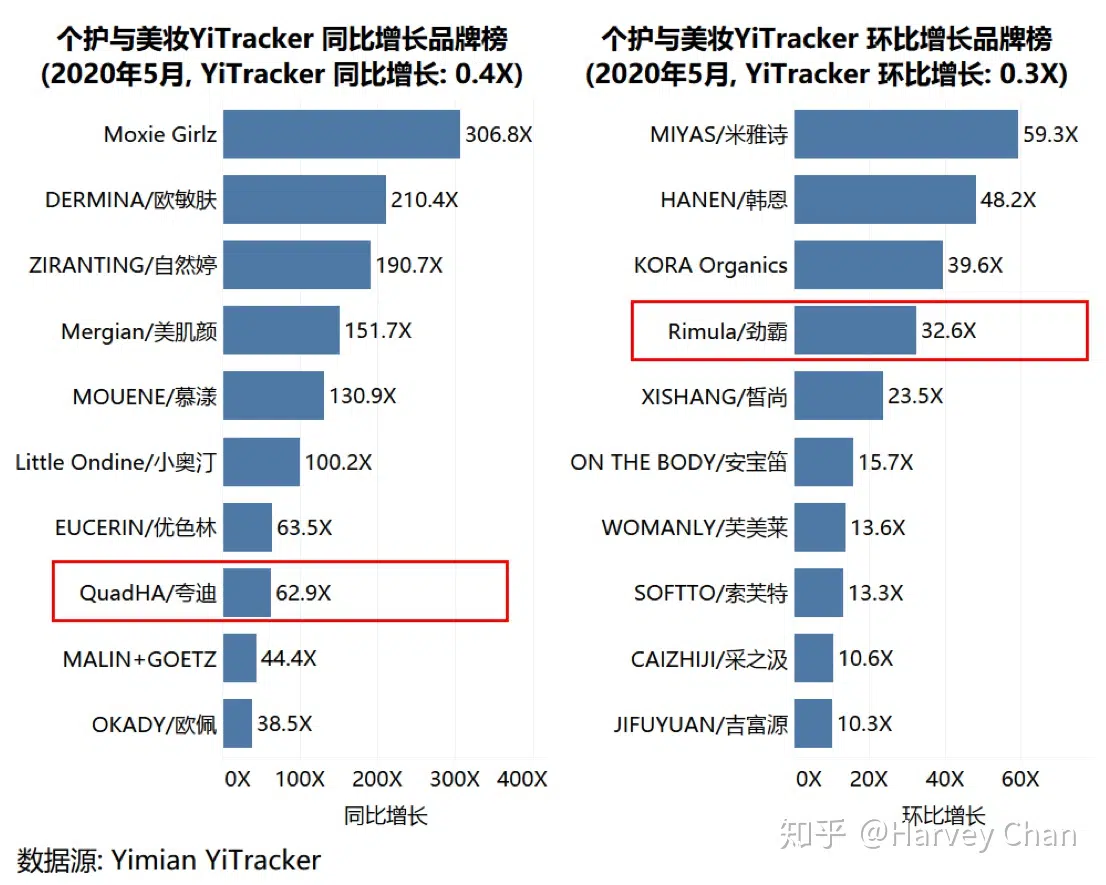 个护与美妆YiTracker 同比增长品牌榜
(2020年5月, YiTracker 同比增长: 0.4X)
Moxie Girlz 306.8X
DERMINA/欧敏肤 210.4X
ZIRANTING/自然婷 190.7X
Mergian/美肌颜 151.7X
MOUENE/慕漾 130.9X
Little Ondine/小奥汀 100.2X
EUCERIN/优色林 63.5X
QuadHA/夸迪 62.9X
MALIN+GOETZ 44.4X
OKADY/欧佩 38.5X
0X 100X 200X 300X 400X
同比增长
个护与美妆YiTracker 环比增长品牌榜
(2020年5月, YiTracker 环比增长: 0.3X)
MIYAS/米雅诗 59.3X
HANEN/韩恩 48.2X
KORA Organics 39.6X
Rimula/劲霸 32.6X
XISHANG/皙尚 23.5X
ON THE BODY/安宝笛 15.7X
WOMANLY/芙美莱 13.6X
SOFTTO/索芙特 13.3X
CAIZHIJI/采之汲 10.6X
JIFUYUAN/吉富源 10.3X
0X 20X 40X 60X
环比增长
知乎 @Harvey Chan
数据源: Yimian YiTracker